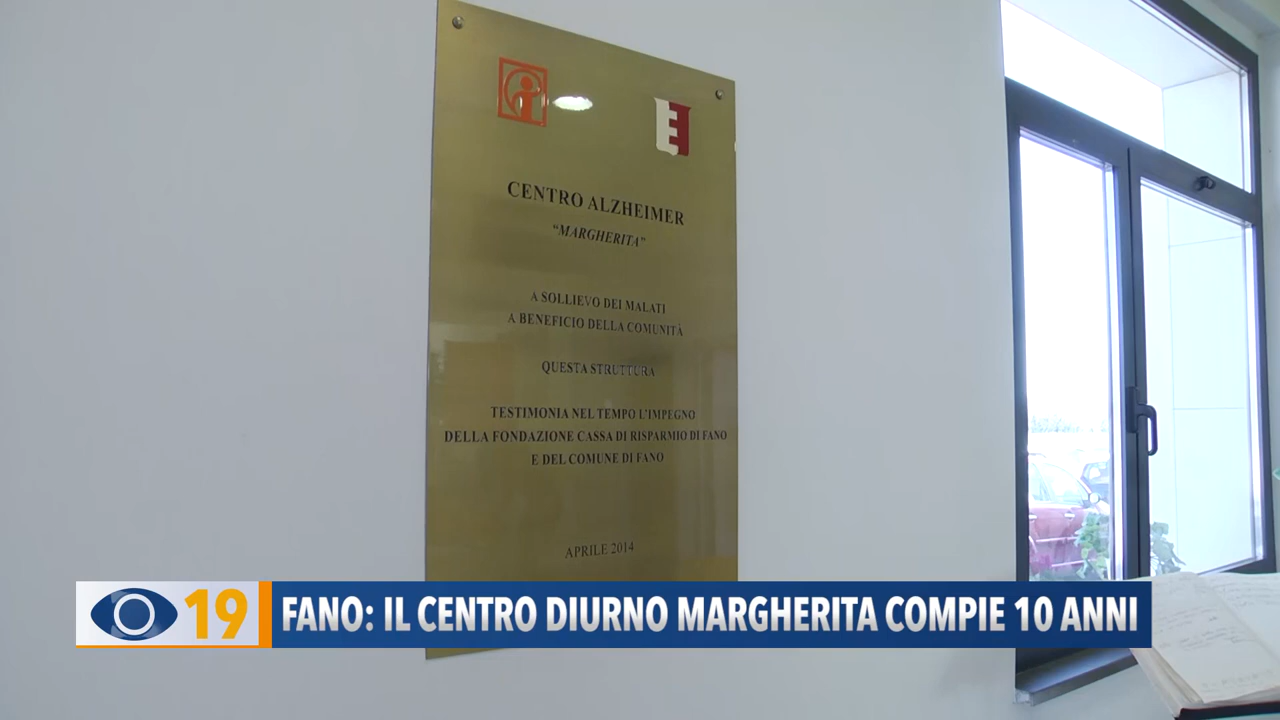 E
CENTRO ALZHEIMER
“MARGHERITA”
A SOLLIEVO DEI MALATI
A BENEFICIO DELLA COMUNITÀ
QUESTA STRUTTURA
TESTIMONIA NEL TEMPO L’IMPEGNO
DELLA FONDAZIONE CASSA DI RISPARMIO DI FANO
E DEL COMUNE DI FANO
APRILE 2014
19 FANO: IL CENTRO DIURNO MARGHERITA COMPIE 10 ANNI